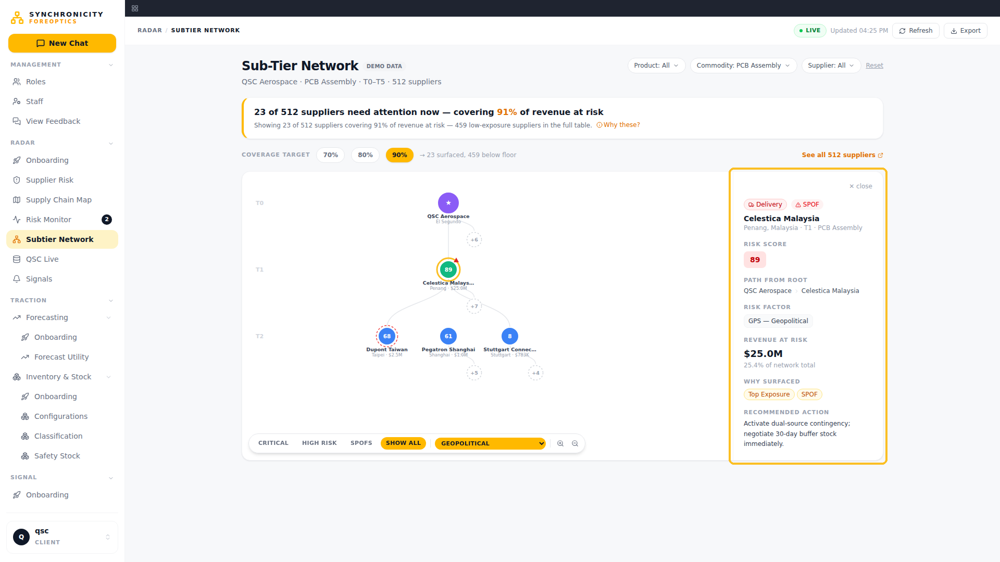 SYNCHRONICITY
FOREOPTICS
New Chat
MANAGEMENT
Roles
Staff
View Feedback
RADAR
Onboarding
Supplier Risk
Supply Chain Map
Risk Monitor 2
Subtier Network
QSC Live
Signals
TRACTION
Forecasting
Onboarding
Forecast Utility
Inventory & Stock
Onboarding
Configurations
Classification
Safety Stock
SIGNAL
Onboarding
Q
qsc
CLIENT
RADAR / SUBTIER NETWORK
LIVE Updated 04:25 PM Refresh Export
Sub-Tier Network DEMO DATA
QSC Aerospace · PCB Assembly · T0–T5 · 512 suppliers
Product: All Commodity: PCB Assembly Supplier: All Reset
23 of 512 suppliers need attention now — covering 91% of revenue at risk
Showing 23 of 512 suppliers covering 91% of revenue at risk — 459 low-exposure suppliers in the full table. Why these?
COVERAGE TARGET 70% 80% 90% → 23 surfaced, 459 below floor
See all 512 suppliers
T0
★
QSC Aerospace
El Segundo
+6
T1
89
Celestica Malays…
Penang · $25.0M
+7
T2
68 61 8
Dupont Taiwan Pegatron Shanghai Stuttgart Connec…
Taipei · $2.5M Shanghai · $1.0M Stuttgart · $783K
+5 +4
CRITICAL HIGH RISK SPOFS SHOW ALL GEOPOLITICAL
✕ close
Delivery SPOF
Celestica Malaysia
Penang, Malaysia · T1 · PCB Assembly
RISK SCORE
89
PATH FROM ROOT
QSC Aerospace › Celestica Malaysia
RISK FACTOR
GPS — Geopolitical
REVENUE AT RISK
$25.0M
25.4% of network total
WHY SURFACED
Top Exposure SPOF
RECOMMENDED ACTION
Activate dual-source contingency;
negotiate 30-day buffer stock
immediately.